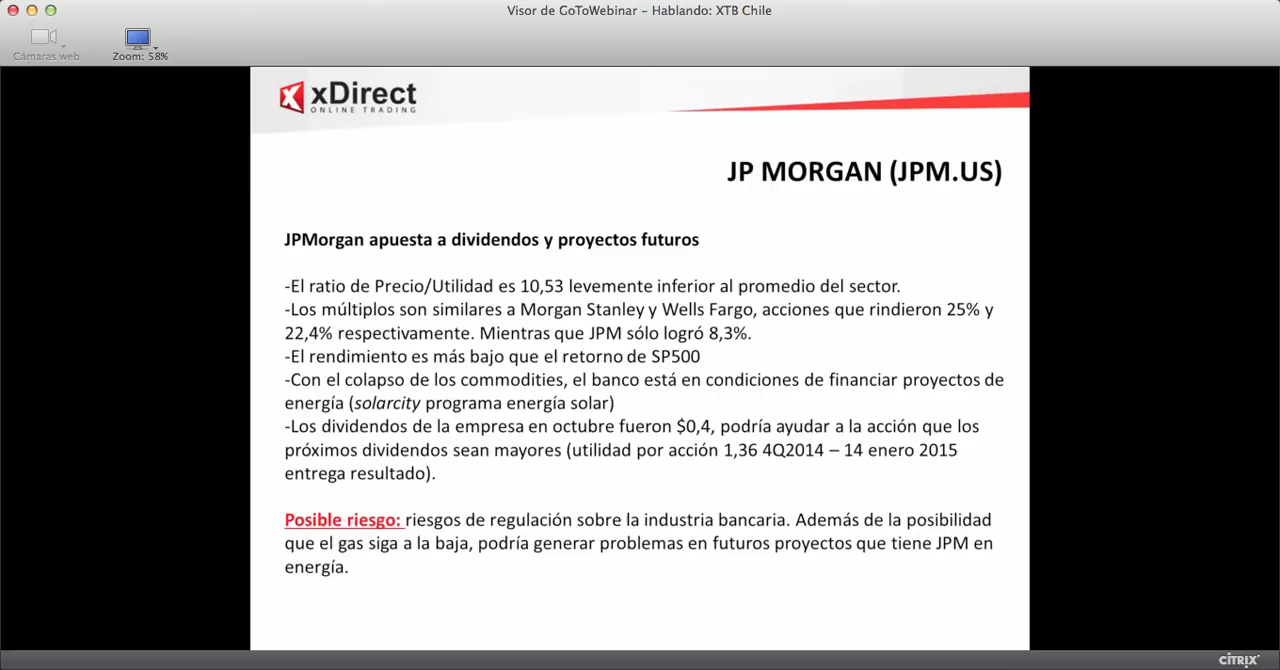 Visor de GoToWebinar – Hablando: XTB Chile
Cámaras web
Zoom: 58%
xDirect
ONLINE TRADING
JP MORGAN (JPM.US)
JPMorgan apuesta a dividendos y proyectos futuros
-El ratio de Precio/Utilidad es 10,53 levemente inferior al promedio del sector.
-Los múltiplos son similares a Morgan Stanley y Wells Fargo, acciones que rindieron 25% y
22,4% respectivamente. Mientras que JPM sólo logró 8,3%.
-El rendimiento es más bajo que el retorno de SP500
-Con el colapso de los commodities, el banco está en condiciones de financiar proyectos de
energía (solarcity programa energía solar)
-Los dividendos de la empresa en octubre fueron $0,4, podría ayudar a la acción que los
próximos dividendos sean mayores (utilidad por acción 1,36 4Q2014 – 14 enero 2015
entrega resultado).
Posible riesgo: riesgos de regulación sobre la industria bancaria. Además de la posibilidad
que el gas siga a la baja, podría generar problemas en futuros proyectos que tiene JPM en
energía.
CITRIX